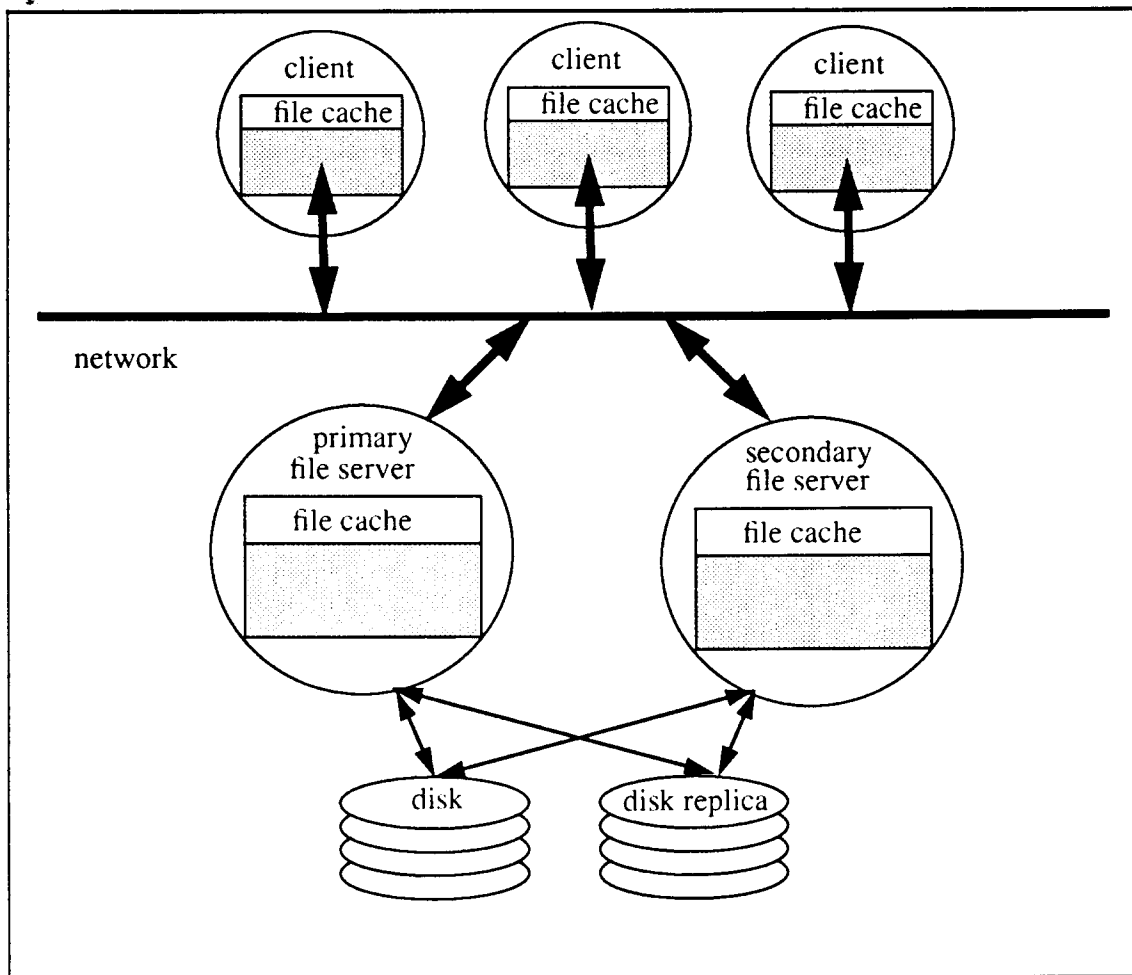 client
client
client
file cache
file cache
file cache
network
primary
file server
secondary
file server
file cache
file cache
disk
disk replica